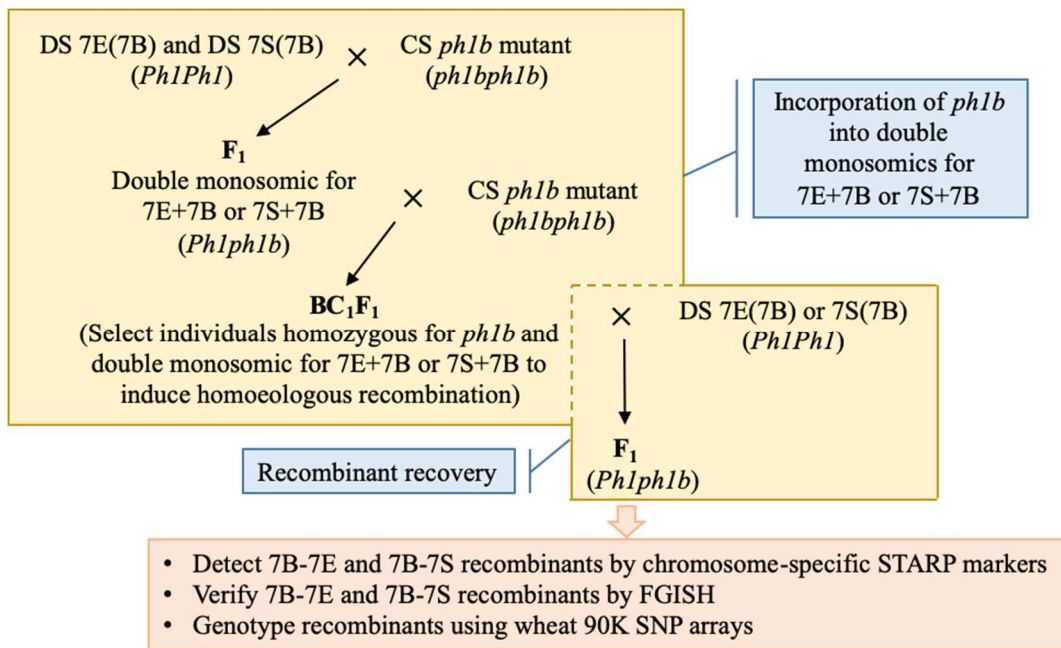 DS 7E(7B) and DS 7S(7B)
(Ph1Ph1)
×
CS ph1b mutant
(ph1bph1b)
F1
Double monosomic for
7E+7B or 7S+7B
(Ph1ph1b)
×
CS ph1b mutant
(ph1bph1b)
BC1F1
(Select individuals homozygous for ph1b and
double monosomic for 7E+7B or 7S+7B to
induce homoeologous recombination)
Incorporation of ph1b
into double
monosomics for
7E+7B or 7S+7B
×
DS 7E(7B) or 7S(7B)
(Ph1Ph1)
F1
(Ph1ph1b)
Recombinant recovery
• Detect 7B-7E and 7B-7S recombinants by chromosome-specific STARP markers
• Verify 7B-7E and 7B-7S recombinants by FGISH
• Genotype recombinants using wheat 90K SNP arrays